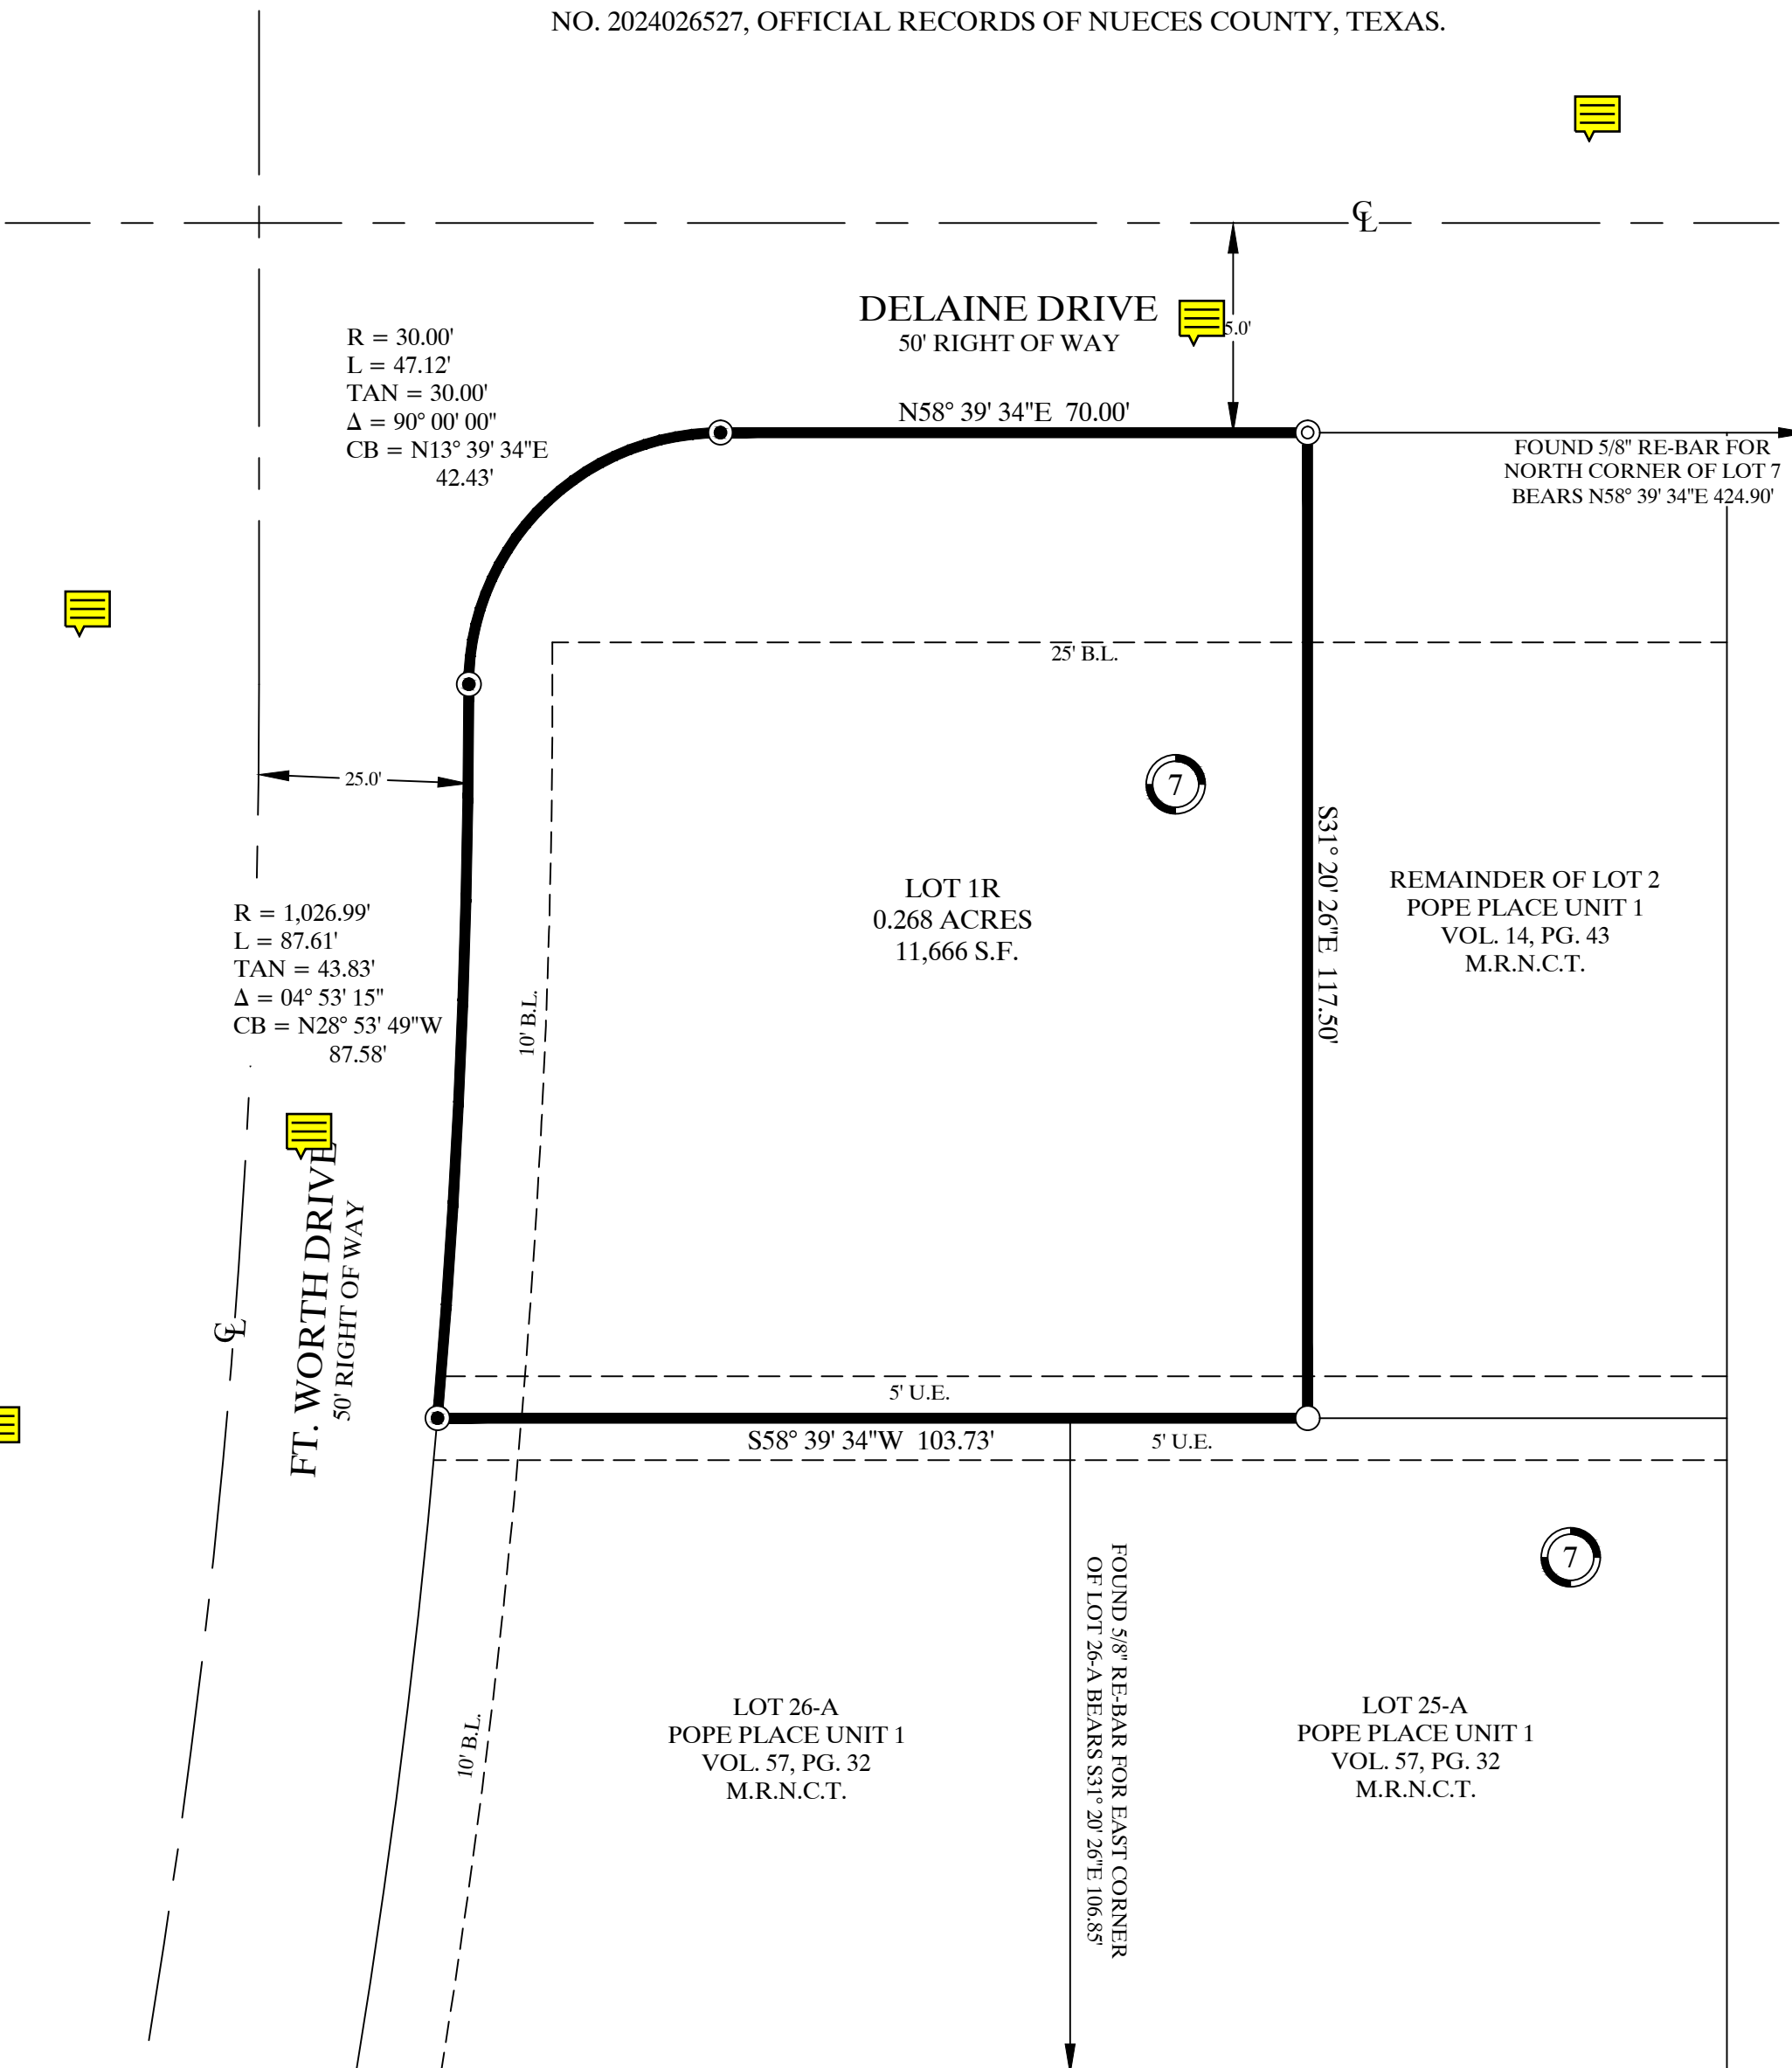 NO. 2024026527, OFFICIAL RECORDS OF NUECES COUNTY, TEXAS.
℄
DELAINE DRIVE
50' RIGHT OF WAY
5.0'
R = 30.00'
L = 47.12'
TAN = 30.00'
Δ = 90° 00' 00"
CB = N13° 39' 34"E
42.43'
N58° 39' 34"E 70.00'
FOUND 5/8" RE-BAR FOR
NORTH CORNER OF LOT 7
BEARS N58° 39' 34"E 424.90'
25' B.L.
25.0'
7
S31° 20' 26"E 117.50'
LOT 1R
0.268 ACRES
11,666 S.F.
REMAINDER OF LOT 2
POPE PLACE UNIT 1
VOL. 14, PG. 43
M.R.N.C.T.
R = 1,026.99'
L = 87.61'
TAN = 43.83'
Δ = 04° 53' 15"
CB = N28° 53' 49"W
87.58'
10' B.L.
FT. WORTH DRIVE
50' RIGHT OF WAY
℄
5' U.E.
S58° 39' 34"W 103.73'
5' U.E.
7
FOUND 5/8" RE-BAR FOR EAST CORNER
OF LOT 26-A BEARS S31° 20' 26"E 106.85'
10' B.L.
LOT 26-A
POPE PLACE UNIT 1
VOL. 57, PG. 32
M.R.N.C.T.
LOT 25-A
POPE PLACE UNIT 1
VOL. 57, PG. 32
M.R.N.C.T.